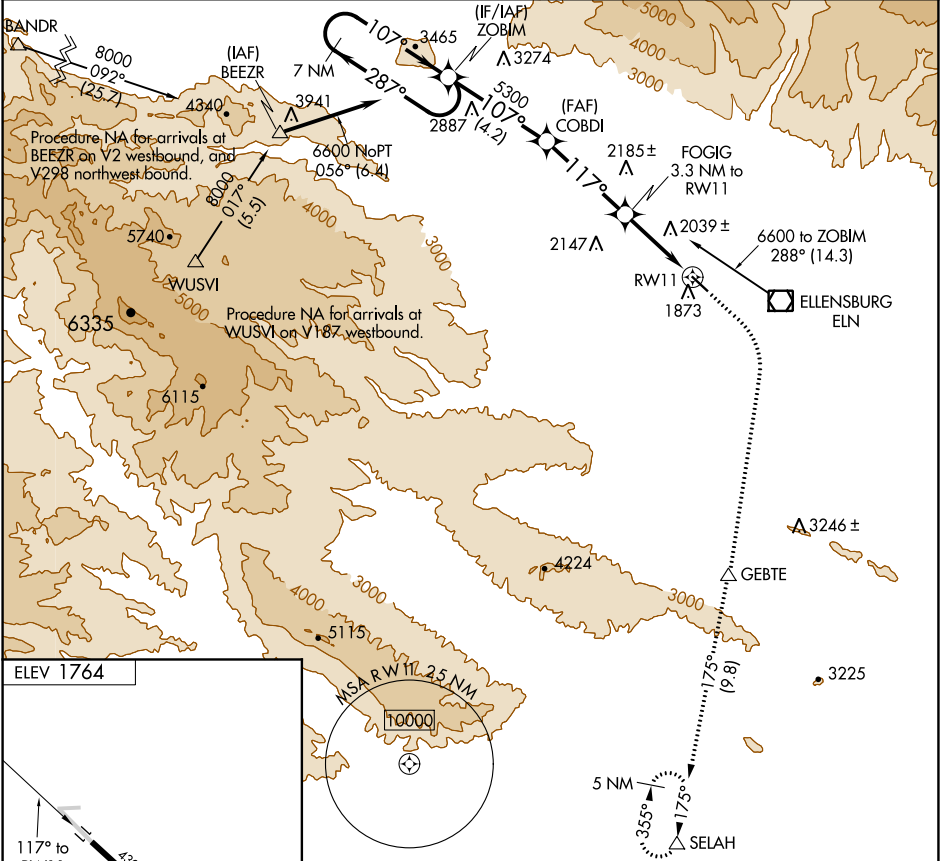 BANDR
8000
092°
(25.7)
(IAF)
BEEZR
7 NM
107°
287°
3465
(IF/IAF)
ZOBIM
3274
5000
4000
3000
4340
3941
2887
5300
107°
(4.2)
(FAF)
COBDI
Procedure NA for arrivals at
BEEZR on V2 westbound, and
V298 northwest bound.
6600 NoPT
056° (6.4)
8000
017°
(5.5)
117°
2185 ±
FOGIG
3.3 NM to
RW11
4000
3000
5740
WUSVI
2147
2039 ±
6600 to ZOBIM
288° (14.3)
RW11
1873
ELLENSBURG
ELN
5000
6335
Procedure NA for arrivals at
WUSVI on V187 westbound.
6115
3246 ±
4224
GEBTE
3000
3000
4000
5115
175°
(9.8)
3225
ELEV 1764
MSA RW11 25 NM
10000
5 NM
355°
175°
SELAH
117° to